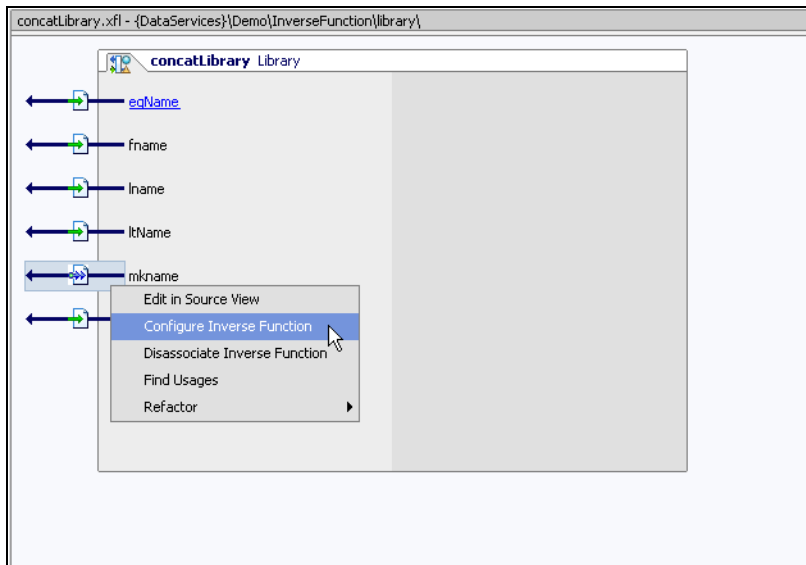 concatLibrary.xfl - {DataServices}\Demo\InverseFunction\library\
concatLibrary Library
eqName
fname
lname
ltName
mkname
Edit in Source View
Configure Inverse Function
Disassociate Inverse Function
Find Usages
Refactor